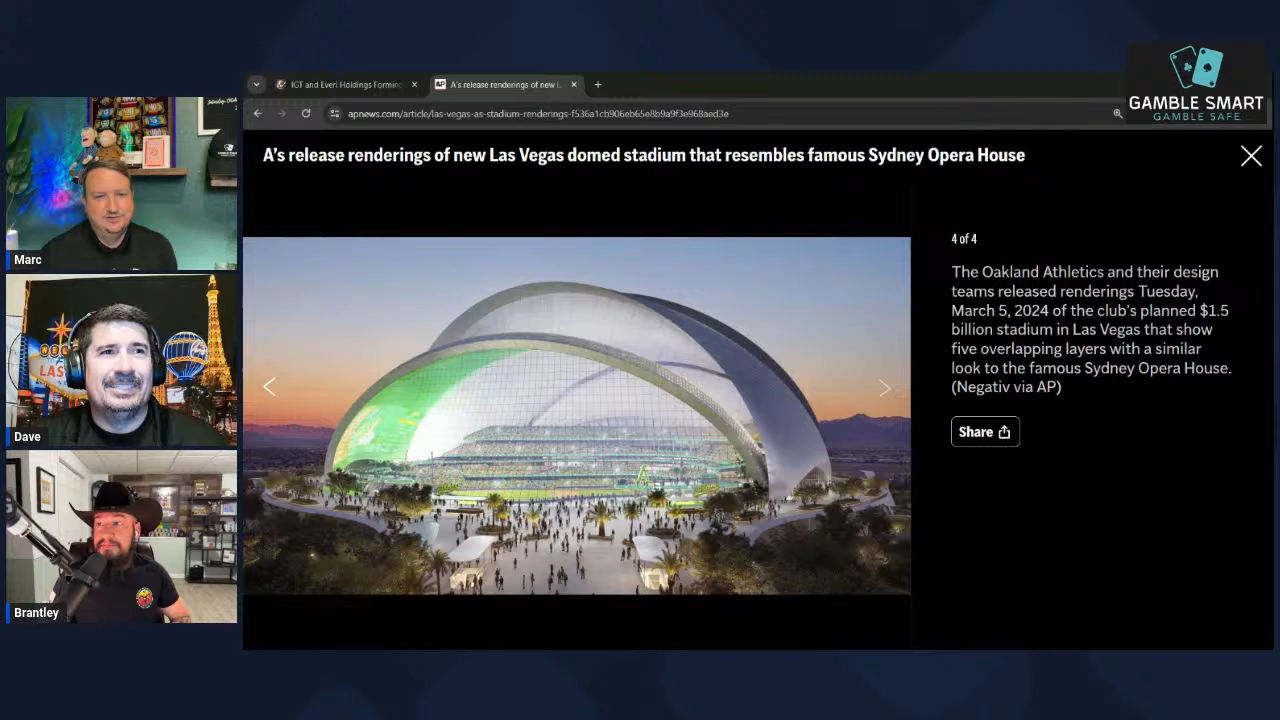 GAMBLE SMART
GAMBLE SAFE
IGT and Everi Holdings Forming
A's release renderings of new L
apnews.com/article/las-vegas-as-stadium-renderings-f536a1cb906eb65e8b9a9f3e968aed3e
A's release renderings of new Las Vegas domed stadium that resembles famous Sydney Opera House
4 of 4
The Oakland Athletics and their design
teams released renderings Tuesday,
March 5, 2024 of the club's planned $1.5
billion stadium in Las Vegas that show
five overlapping layers with a similar
look to the famous Sydney Opera House.
(Negativ via AP)
Share
Marc
Dave
Brantley